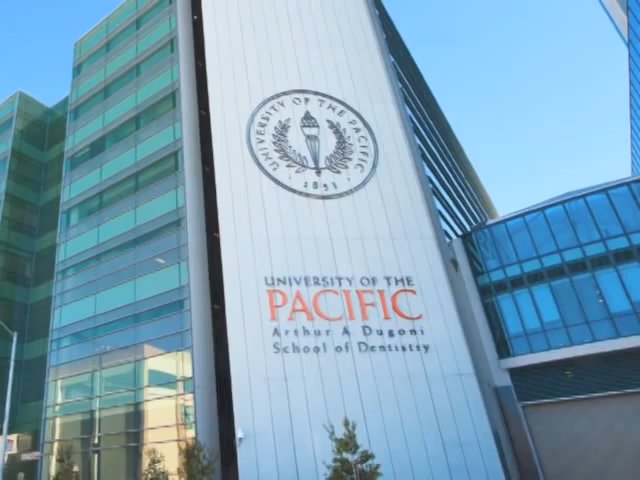 UNIVERSITY OF THE PACIFIC
1851
UNIVERSITY OF THE
PACIFIC
Arthur A Dugoni
School of Dentistry